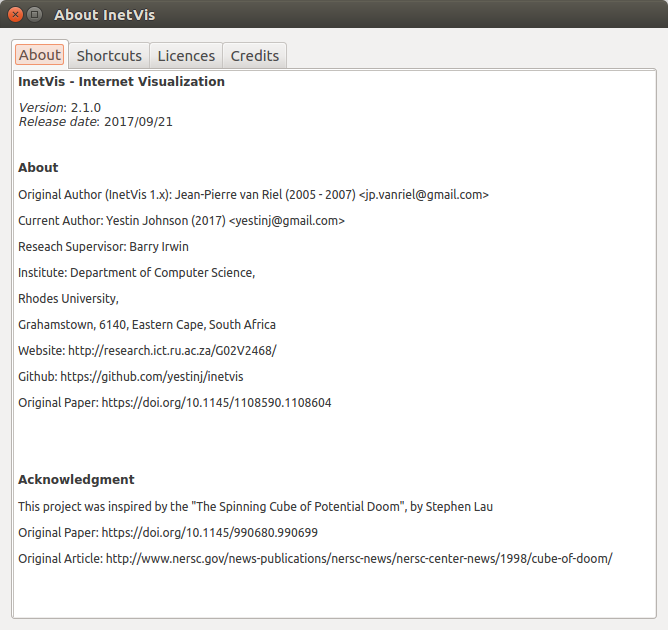 About InetVis
About Shortcuts Licences Credits
InetVis - Internet Visualization
Version: 2.1.0
Release date: 2017/09/21
About
Original Author (InetVis 1.x): Jean-Pierre van Riel (2005 - 2007) <jp.vanriel@gmail.com>
Current Author: Yestin Johnson (2017) <yestinj@gmail.com>
Reseach Supervisor: Barry Irwin
Institute: Department of Computer Science,
Rhodes University,
Grahamstown, 6140, Eastern Cape, South Africa
Website: http://research.ict.ru.ac.za/G02V2468/
Github: https://github.com/yestinj/inetvis
Original Paper: https://doi.org/10.1145/1108590.1108604
Acknowledgment
This project was inspired by the "The Spinning Cube of Potential Doom", by Stephen Lau
Original Paper: https://doi.org/10.1145/990680.990699
Original Article: http://www.nersc.gov/news-publications/nersc-news/nersc-center-news/1998/cube-of-doom/